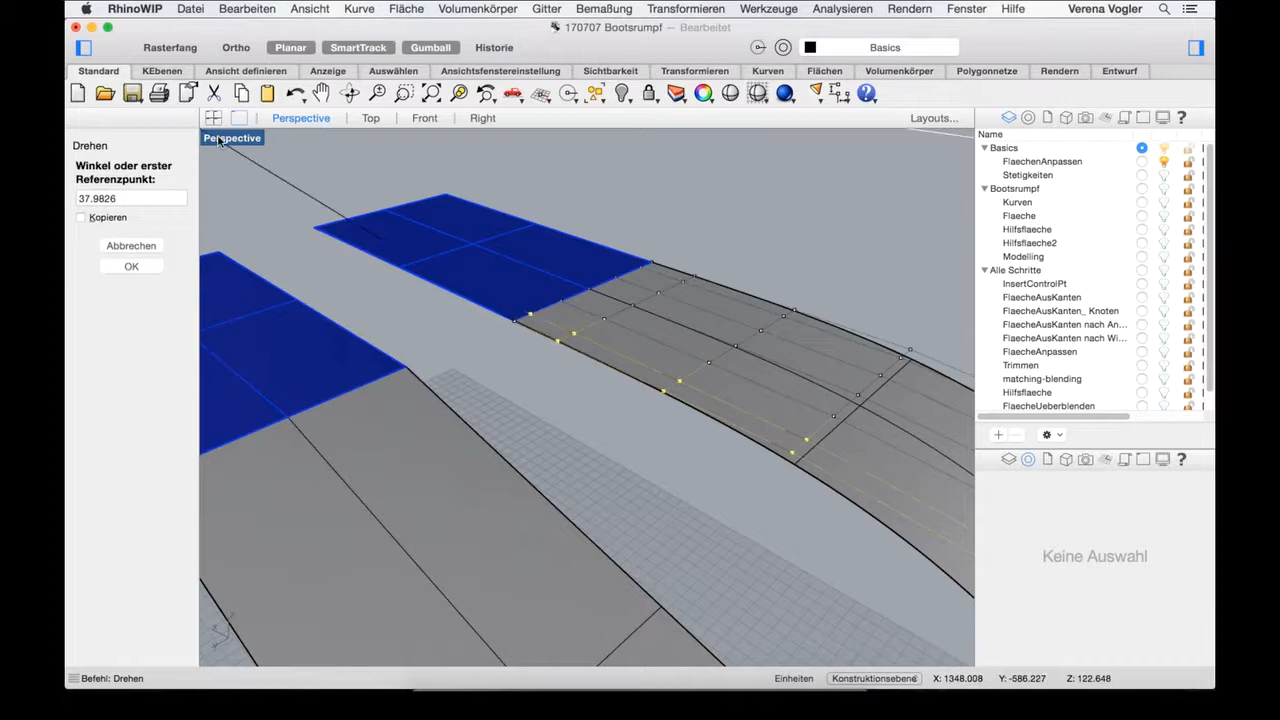 RhinoWIP Datei Bearbeiten Ansicht Kurve Fläche Volumenkörper Gitter Bemaßung Transformieren Werkzeuge Analysieren Rendern Fenster Hilfe Verena Vogler
170707 Bootsrumpf — Bearbeitet
Rasterfang Ortho Planar SmartTrack Gumball Historie Basics
Standard KEbenen Ansicht definieren Anzeige Auswählen Ansichtsfenstereinstellung Sichtbarkeit Transformieren Kurven Flächen Volumenkörper Polygonnetze Rendern Entwurf
Perspective Top Front Right Layouts...
Perspective
Drehen
Winkel oder erster
Referenzpunkt:
37.9826
Kopieren
Abbrechen
OK
Name
Basics
FlaechenAnpassen
Stetigkeiten
Bootsrumpf
Kurven
Flaeche
Hilfsflaeche
Hilfsflaeche2
Modelling
Alle Schritte
InsertControlPt
FlaecheAusKanten
FlaecheAusKanten_ Knoten
FlaecheAusKanten nach An...
FlaecheAusKanten nach Wi...
FlaecheAnpassen
Trimmen
matching-blending
Hilfsflaeche
FlaecheUeberblenden
Keine Auswahl
Befehl: Drehen Einheiten Konstruktionsebene X: 1348.008 Y: -586.227 Z: 122.648